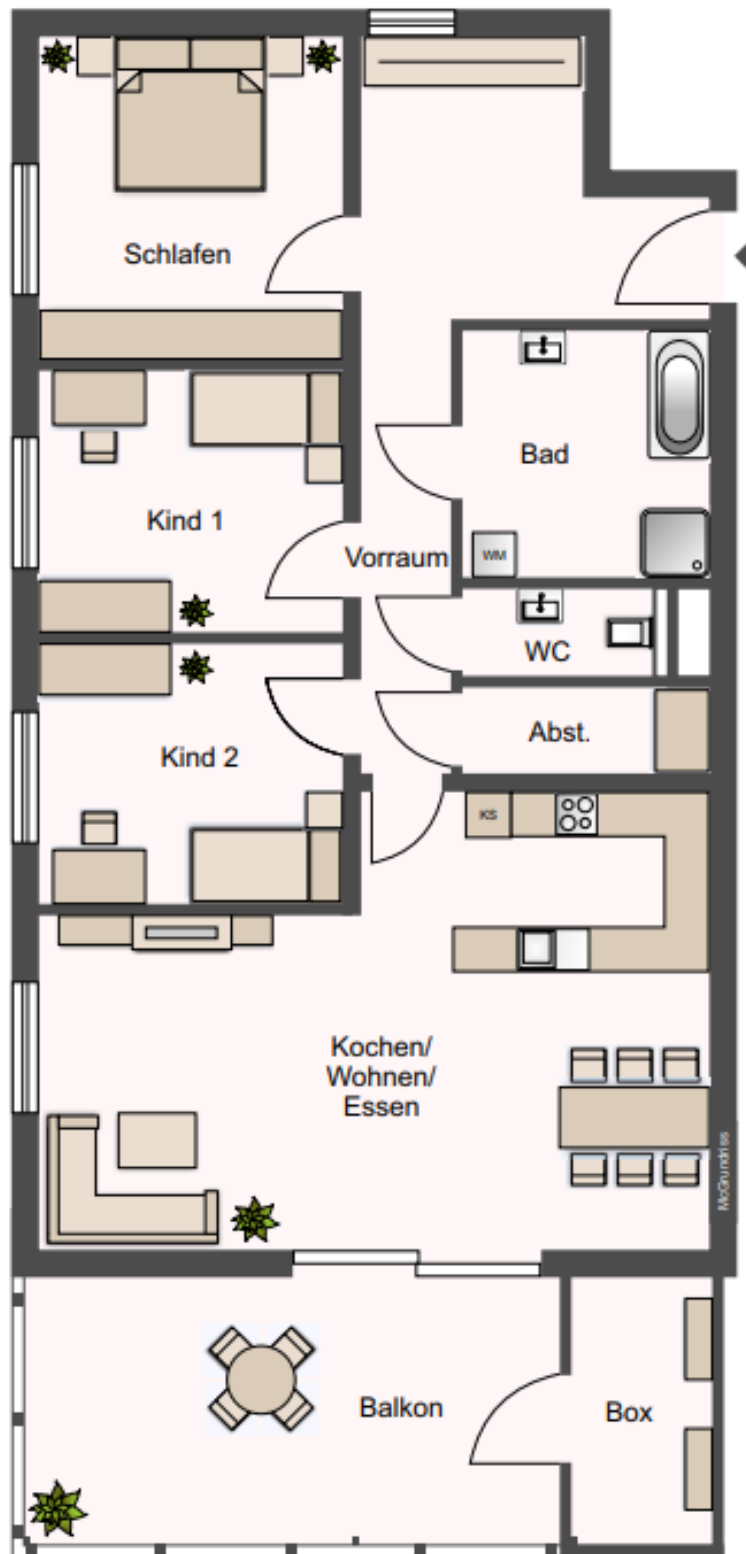 Schlafen
Bad
Kind 1
Vorraum
WM
WC
Abst.
Kind 2
KS
Kochen/
Wohnen/
Essen
McGrundriss
Balkon
Box